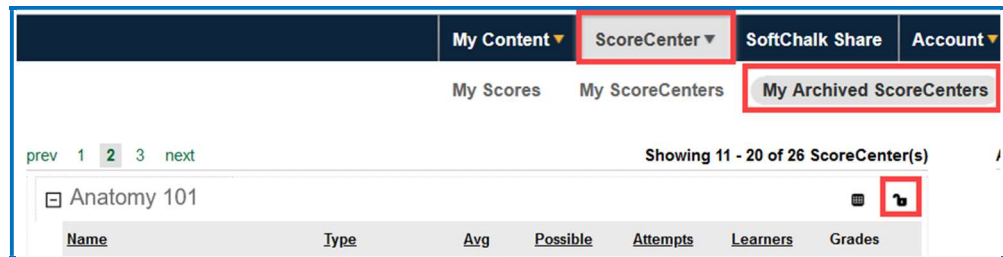 My Content ScoreCenter SoftChalk Share Account
My Scores My ScoreCenters My Archived ScoreCenters
prev 1 2 3 next Showing 11 - 20 of 26 ScoreCenter(s)
Anatomy 101
Name Type Avg Possible Attempts Learners Grades